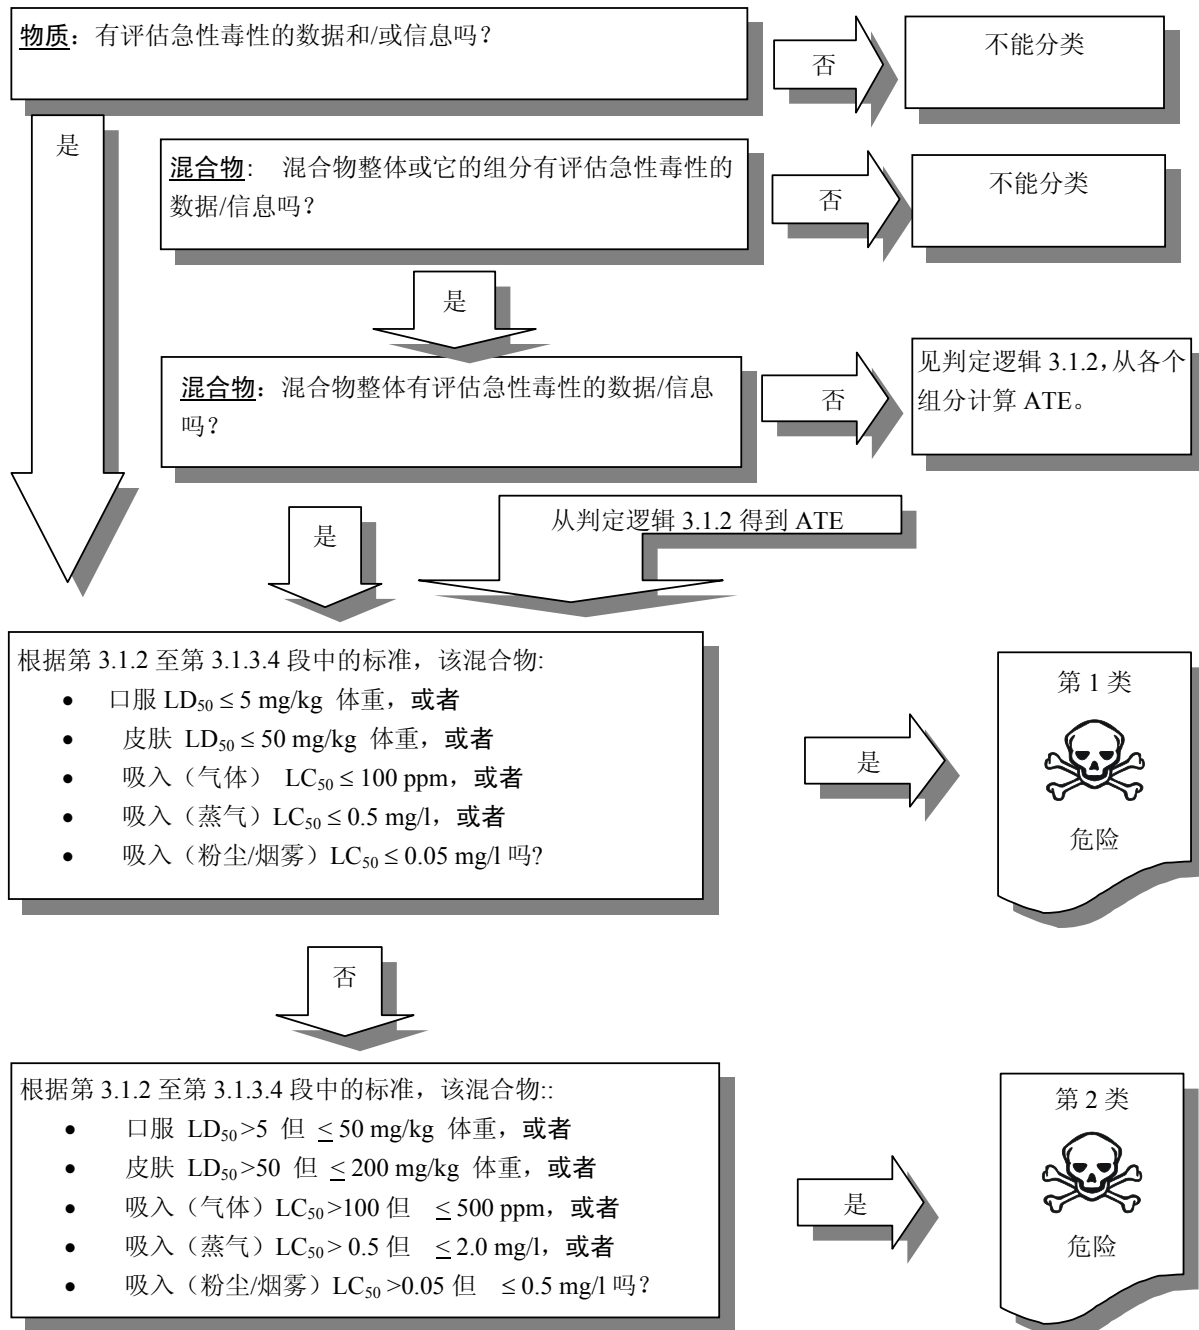 物质：有评估急性毒性的数据和/或信息吗？
否
不能分类
是
混合物:　混合物整体或它的组分有评估急性毒性的
数据/信息吗？
否
不能分类
是
混合物：混合物整体有评估急性毒性的数据/信息
吗？
否
见判定逻辑 3.1.2，从各个
组分计算 ATE。
是
从判定逻辑 3.1.2 得到 ATE
根据第 3.1.2 至第 3.1.3.4 段中的标准，该混合物:
• 口服 LD50 ≤ 5 mg/kg 体重，或者
• 皮肤 LD50 ≤ 50 mg/kg 体重，或者
• 吸入（气体） LC50 ≤ 100 ppm，或者
• 吸入（蒸气）LC50 ≤ 0.5 mg/l，或者
• 吸入（粉尘/烟雾）LC50 ≤ 0.05 mg/l 吗?
是
第 1 类
危险
否
根据第 3.1.2 至第 3.1.3.4 段中的标准，该混合物::
• 口服 LD50 >5 但 ≤ 50 mg/kg 体重，或者
• 皮肤 LD50 >50 但 ≤ 200 mg/kg 体重，或者
• 吸入（气体）LC50 >100 但 ≤ 500 ppm，或者
• 吸入（蒸气）LC50 > 0.5 但 ≤ 2.0 mg/l，或者
• 吸入（粉尘/烟雾）LC50 >0.05 但 ≤ 0.5 mg/l 吗？
是
第 2 类
危险